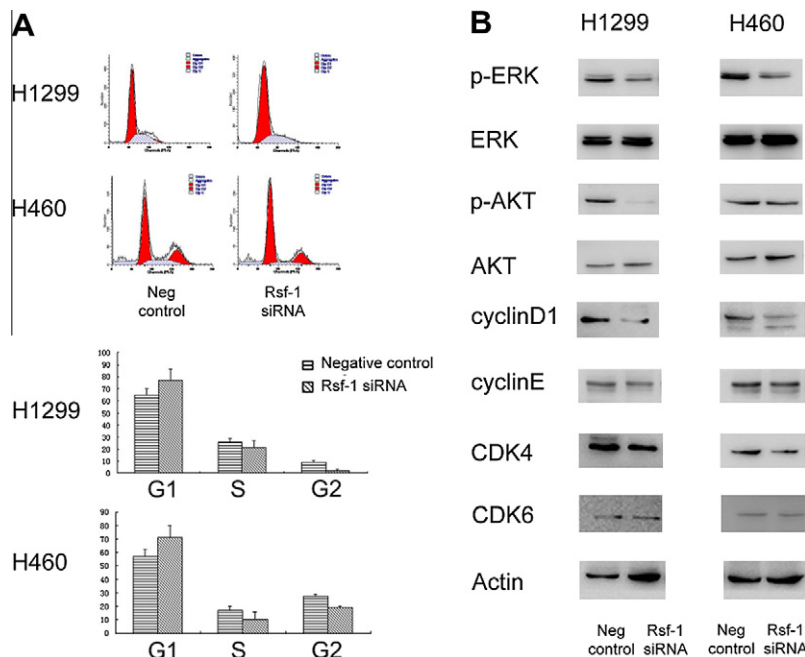 A
H1299
H460
Neg control
Rsf-1 siRNA
H1299
100
90
80
70
60
50
40
30
20
10
0
Negative control
Rsf-1 siRNA
G1 S G2
H460
90
80
70
60
50
40
30
20
10
0
G1 S G2
B
H1299 H460
p-ERK
ERK
p-AKT
AKT
cyclinD1
cyclinE
CDK4
CDK6
Actin
Neg control
Rsf-1 siRNA
Neg control
Rsf-1 siRNA